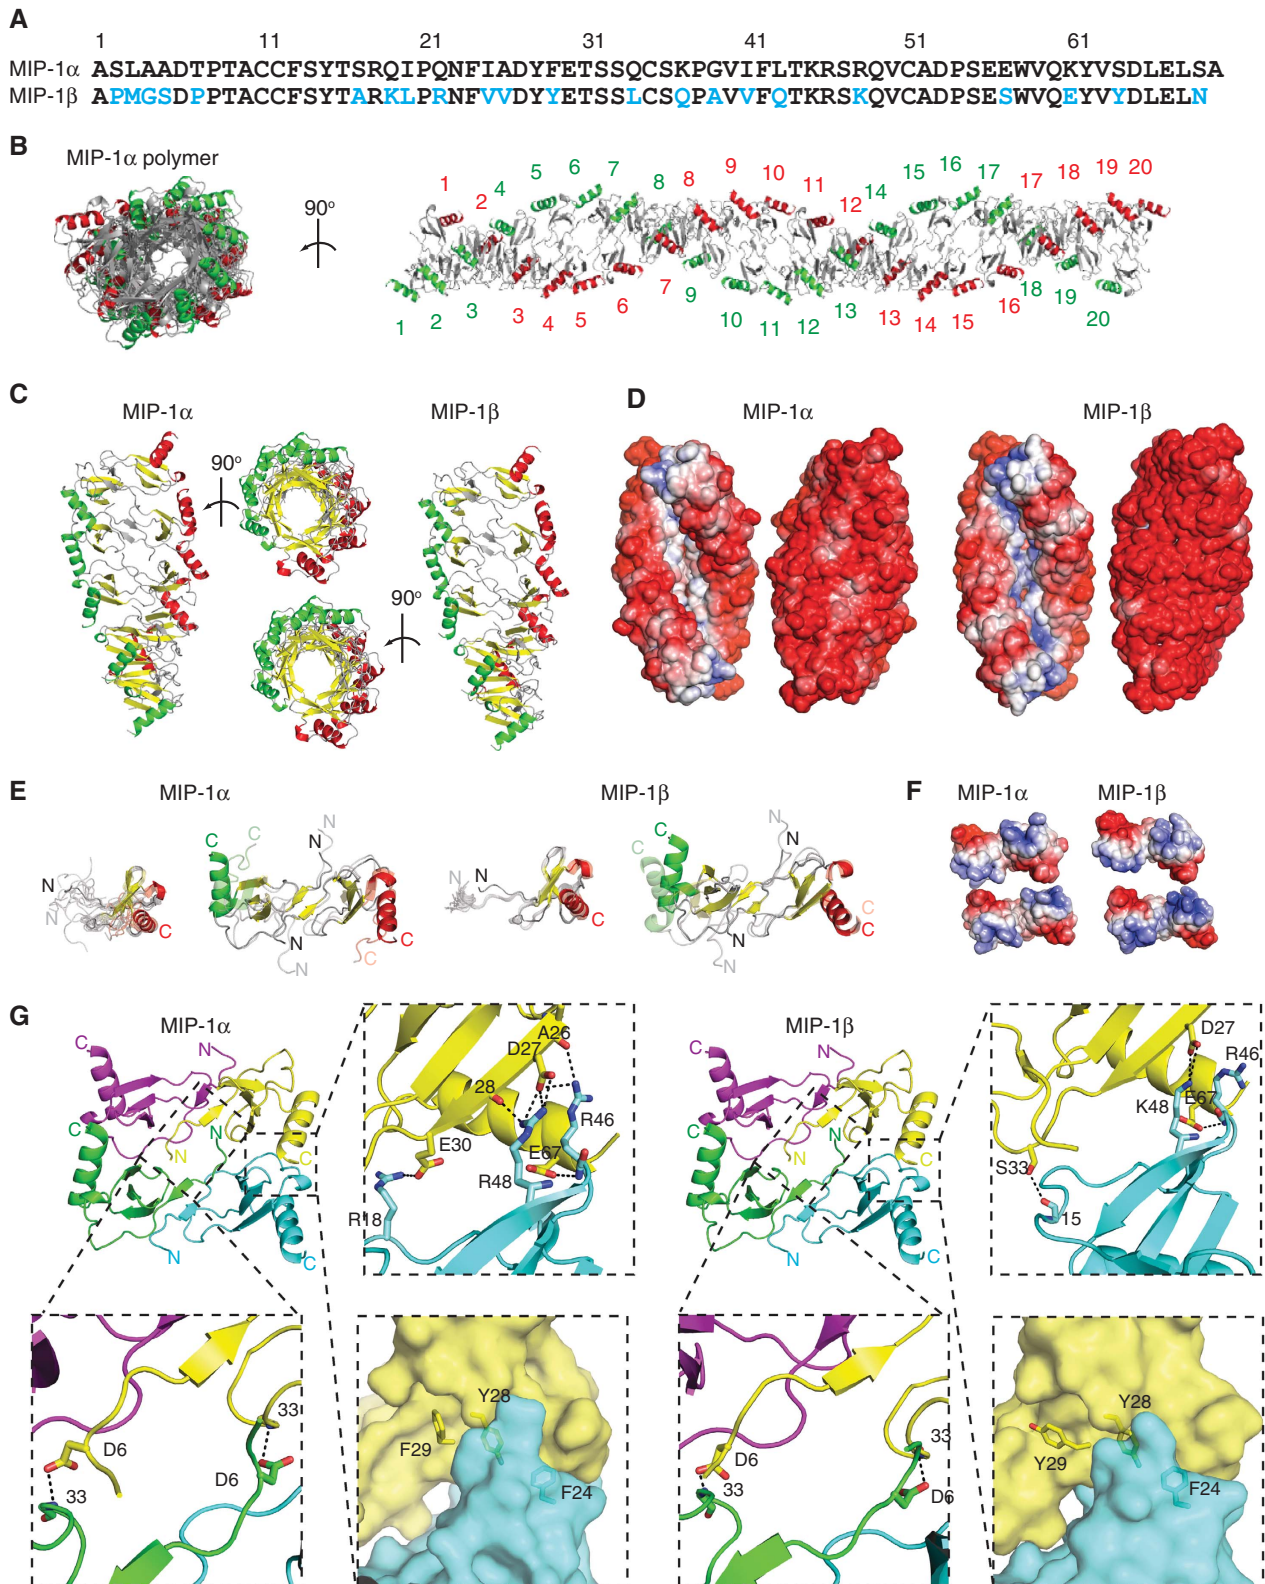 A
1 11 21 31 41 51 61
MIP-1α ASLAADTPTACCFSYTSRQIPQNFIADYFETSSQCSKPGVIFLTKRSRQVCADPSEEWVQKYVSDLELSA
MIP-1β APMGSDPPTACCFSYTARKLPRNFVVDYYETSSLCSQPAVVFQTKRSKQVCADPSESWVQEYVYDLELN
B
MIP-1α polymer
90°
1 2 4 5 6 7 8 8 9 10 11 12 14 15 16 17 17 18 19 20
1 2 3 3 4 5 6 7 9 10 11 12 13 13 14 15 16 18 19 20
C
MIP-1α
MIP-1β
90°
90°
D
MIP-1α
MIP-1β
E
MIP-1α
MIP-1β
N
N
C
C
C
N
N
N
N
C
C
N
N
C
C
C
N
N
N
N
C
C
F
MIP-1α
MIP-1β
G
MIP-1α
C
N
N
N
C
N
C
A26
D27
28
R46
E30
E67
R48
R18
D6
33
33
D6
Y28
F29
F24
MIP-1β
C
N
N
N
C
N
C
D27
R46
K48
E67
S33
15
D6
33
33
D6
Y28
Y29
F24